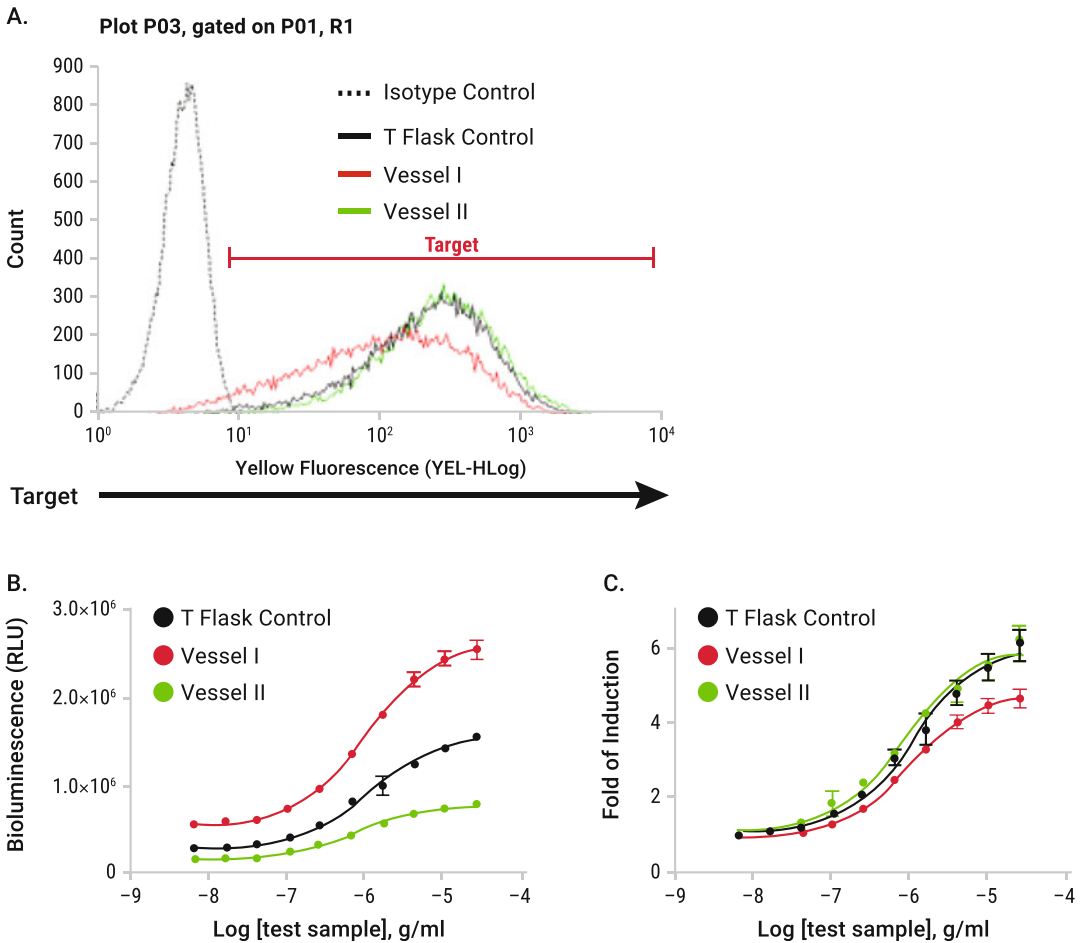 A.
Plot P03, gated on P01, R1
900
800
700
600
500
400
300
200
100
0
Count
Isotype Control
T Flask Control
Vessel I
Vessel II
Target
10⁰
10¹
10²
10³
10⁴
Yellow Fluorescence (YEL-HLog)
Target
B.
3.0×10⁶
2.0×10⁶
1.0×10⁶
0
Bioluminescence (RLU)
T Flask Control
Vessel I
Vessel II
−9
−8
−7
−6
−5
−4
Log [test sample], g/ml
C.
6
4
2
0
Fold of Induction
T Flask Control
Vessel I
Vessel II
−9
−8
−7
−6
−5
−4
Log [test sample], g/ml